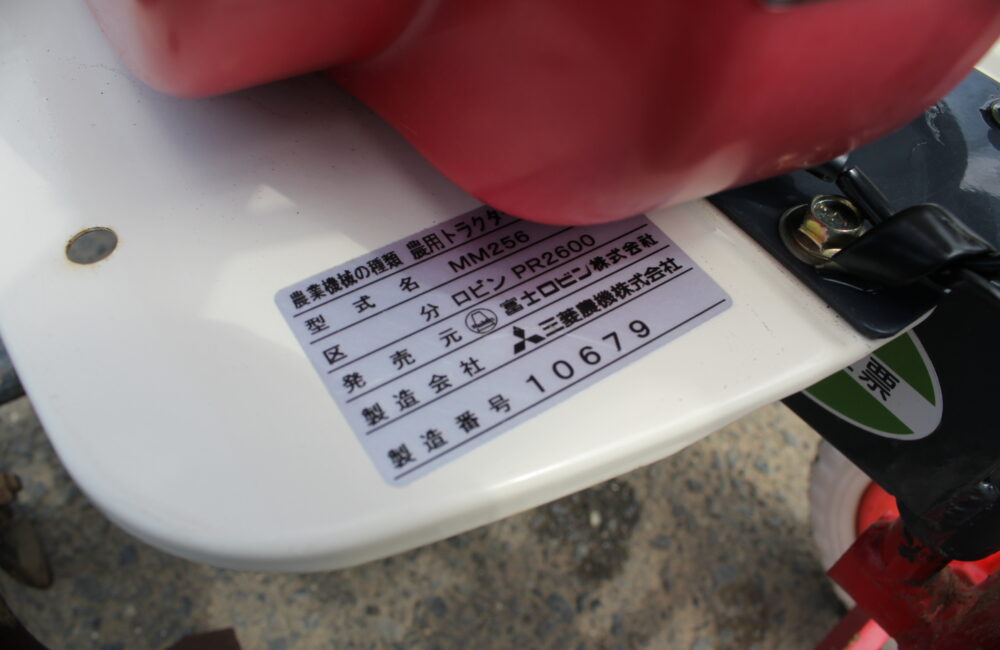 農業機械の種類 農用トラクタ
型式名 MM256
区分 ロビン PR2600
発売元 富士ロビン株式会社
製造会社 三菱農機株式会社
製造番号 10679
票